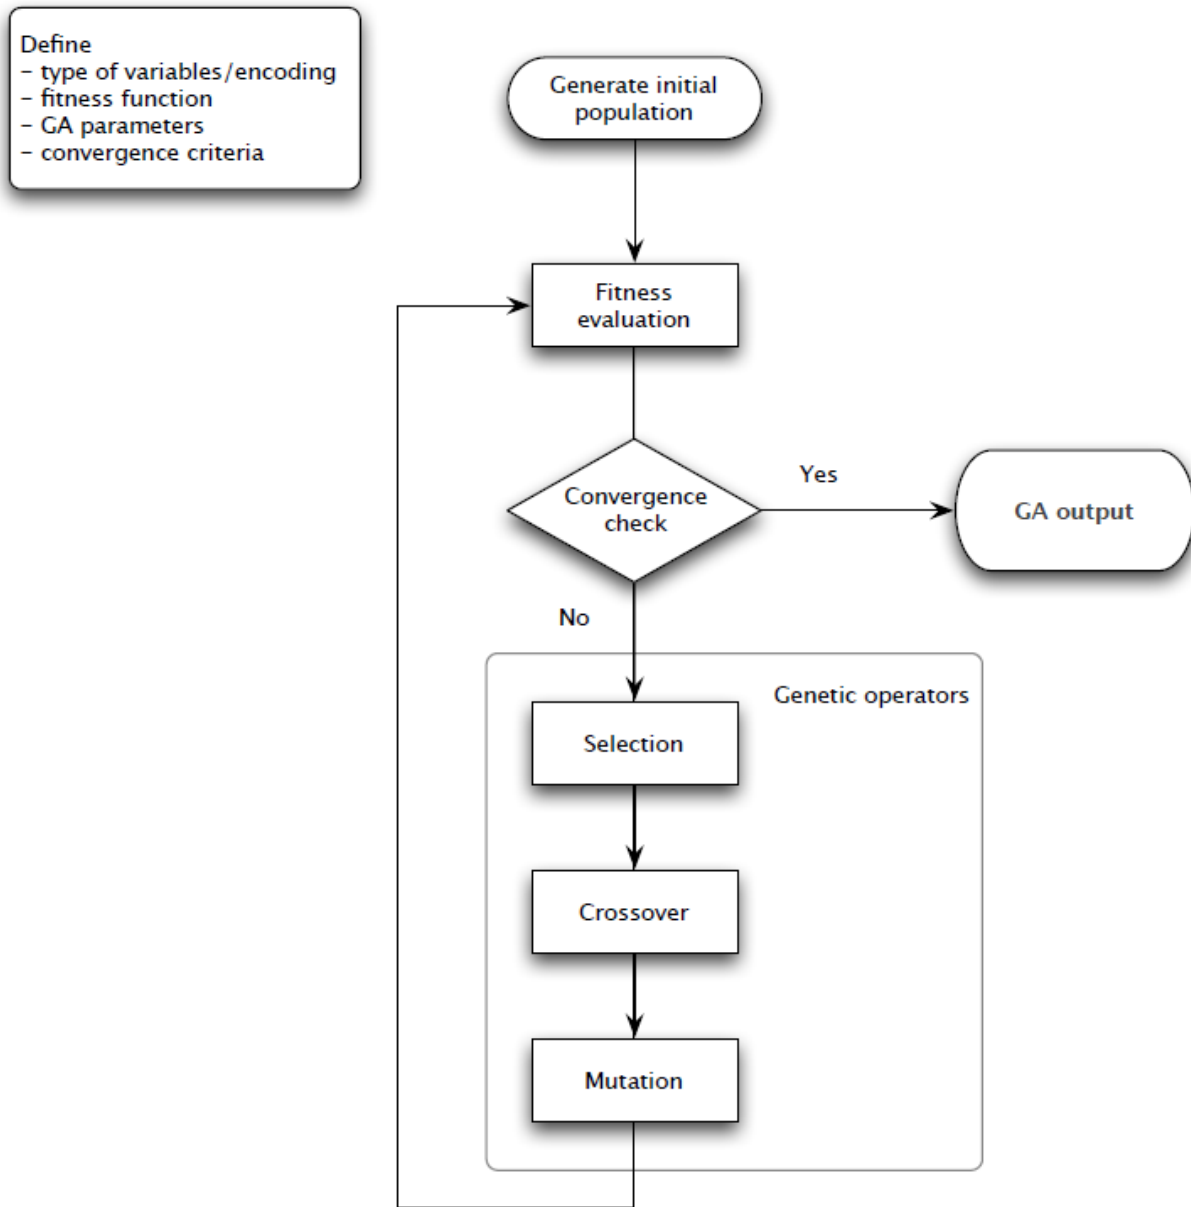 Define
- type of variables/encoding
- fitness function
- GA parameters
- convergence criteria
Generate initial
population
Fitness
evaluation
Convergence
check
Yes
GA output
No
Genetic operators
Selection
Crossover
Mutation